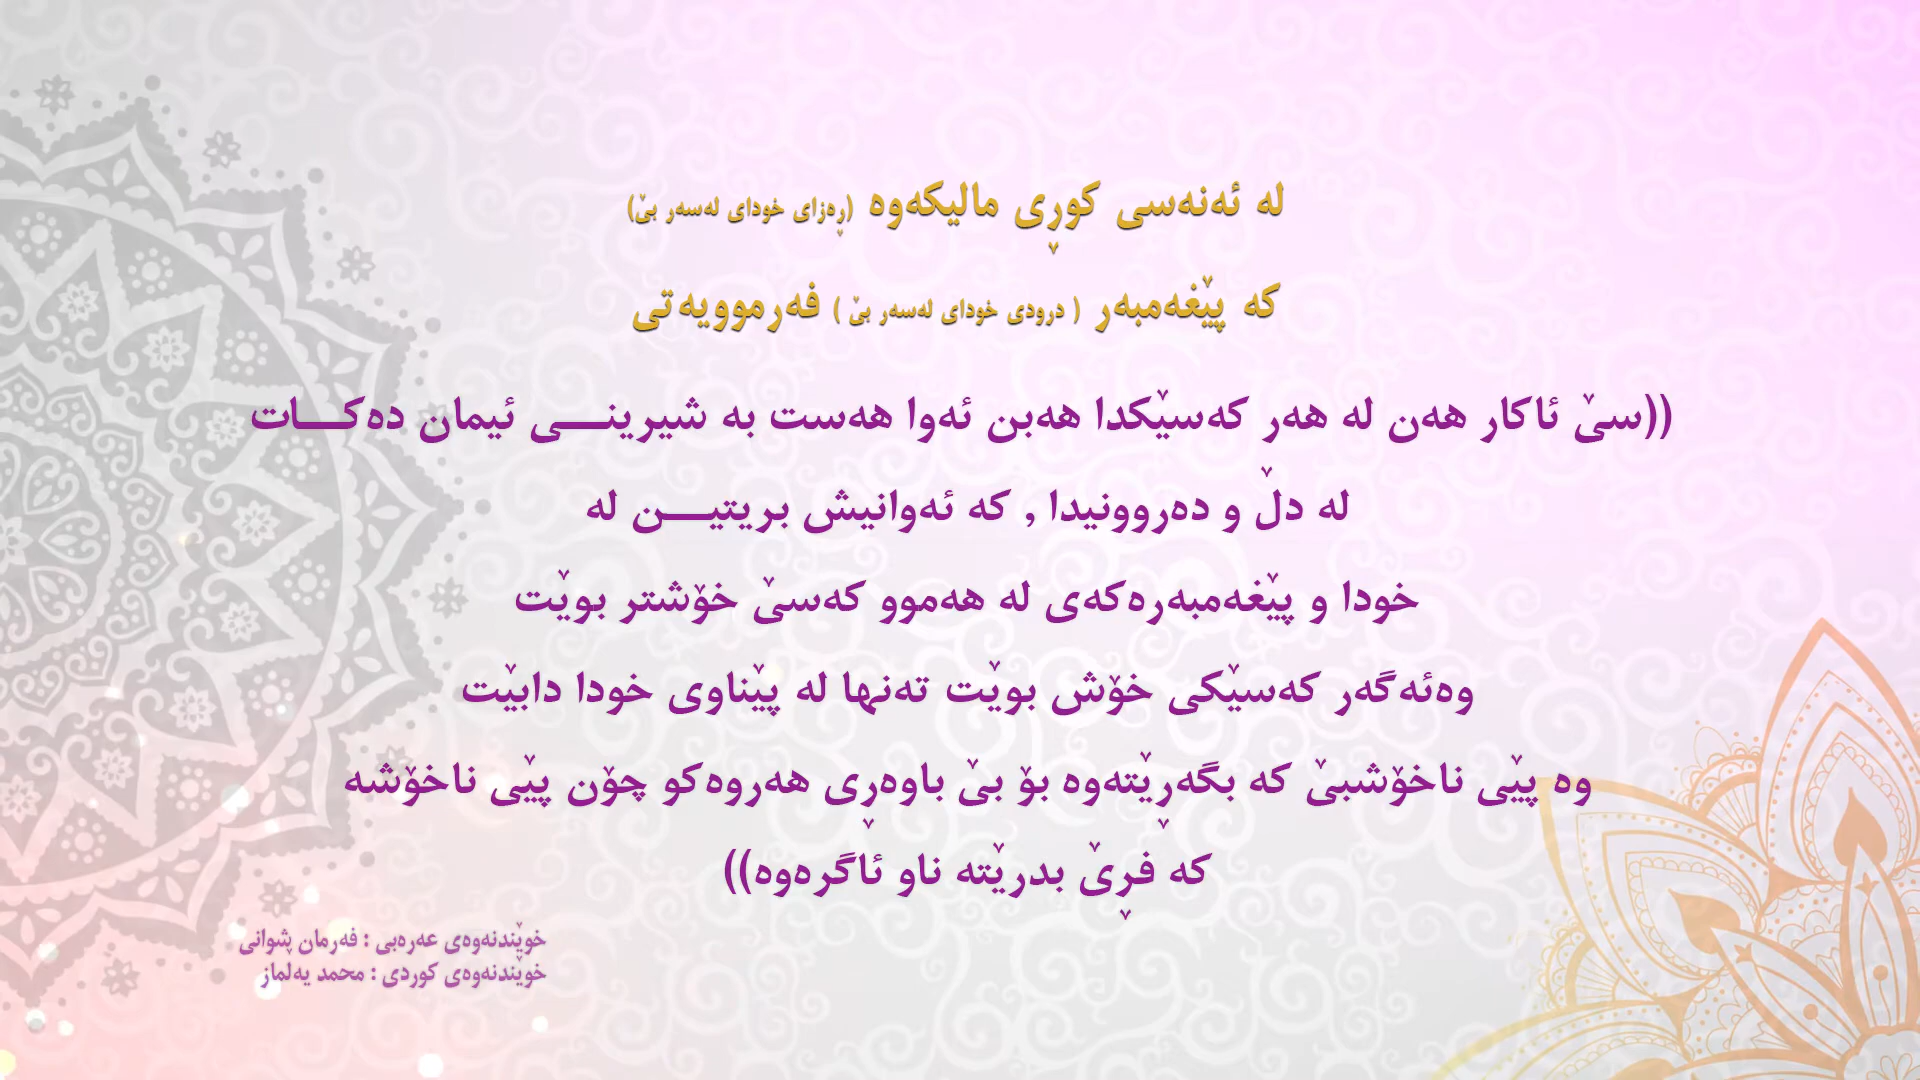 لە ئەنەسی کوڕی مالیکەوە (ڕەزای خودای لەسەر بێ)
کە پێغەمبەر ( درودی خودای لەسەر بێ ) فەرموویەتی
((سێ ئاکار هەن لە هەر کەسێکدا هەبن ئەوا هەست بە شیرینـــی ئیمان دەکـــات
لە دڵ و دەروونیدا , کە ئەوانیش بریتیـــن لە
خودا و پێغەمبەرەکەی لە هەموو کەسێ خۆشتر بوێت
وەئەگەر کەسێکی خۆش بوێت تەنها لە پێناوی خودا دابێت
وە پێی ناخۆشبێ کە بگەڕێتەوە بۆ بێ باوەڕی هەروەکو چۆن پێی ناخۆشە
کە فڕێ بدرێتە ناو ئاگرەوە))
خوێندنەوەی عەرەبی : فەرمان پشوانی
خوێندنەوەی کوردی : محمد یەلماز